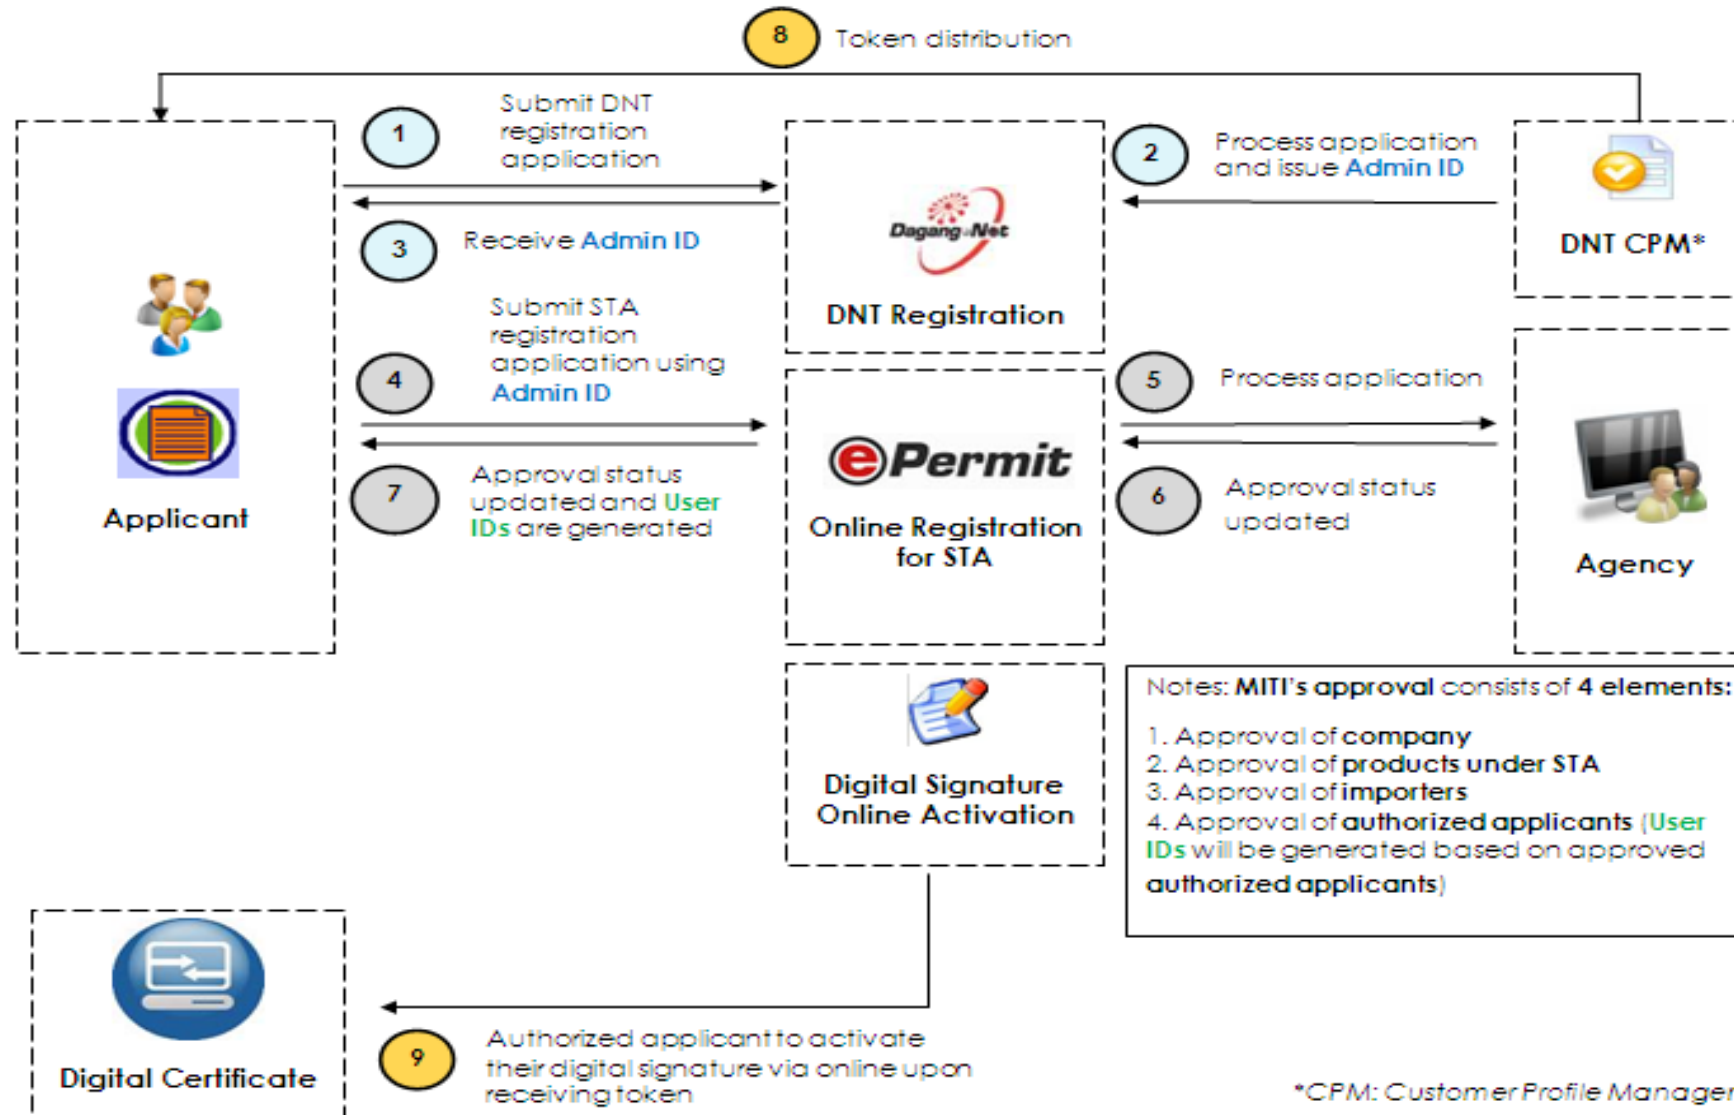 8
Token distribution
1
Submit DNT
registration
application
2
Process application
and issue Admin ID
3
Receive Admin ID
Dagang Net
DNT Registration
DNT CPM*
Applicant
4
Submit STA
registration
application using
Admin ID
5
Process application
7
Approval status
updated and User
IDs are generated
ePermit
Online Registration
for STA
6
Approval status
updated
Agency
Digital Signature
Online Activation
Notes: MITI's approval consists of 4 elements:
1. Approval of company
2. Approval of products under STA
3. Approval of importers
4. Approval of authorized applicants (User
IDs will be generated based on approved
authorized applicants)
Digital Certificate
9
Authorized applicant to activate
their digital signature via online upon
receiving token
*CPM: Customer Profile Manager